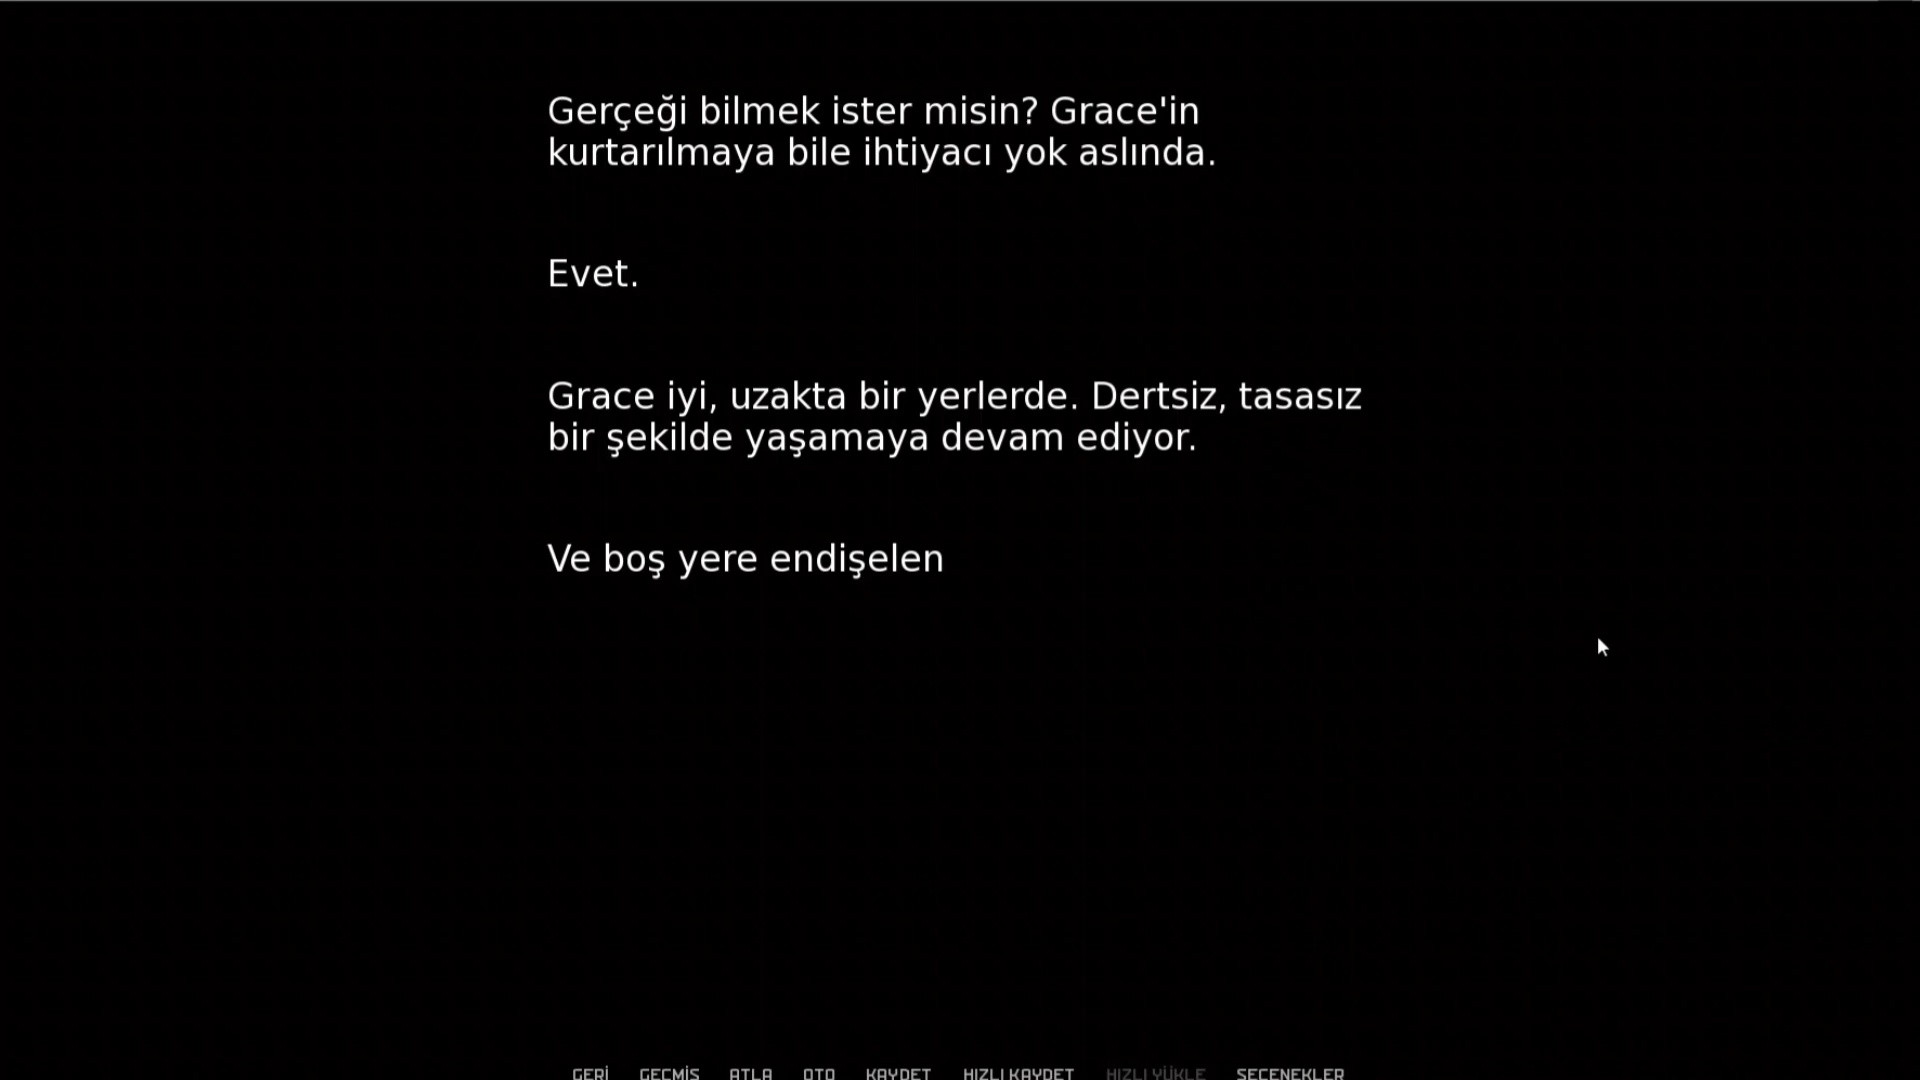 Gerçeği bilmek ister misin? Grace'in
kurtarılmaya bile ihtiyacı yok aslında.
Evet.
Grace iyi, uzakta bir yerlerde. Dertsiz, tasasız
bir şekilde yaşamaya devam ediyor.
Ve boş yere endişelen
GERİ GEÇMİŞ ATLA OTO KAYDET HIZLI KAYDET HIZLI YÜKLE SEÇENEKLER